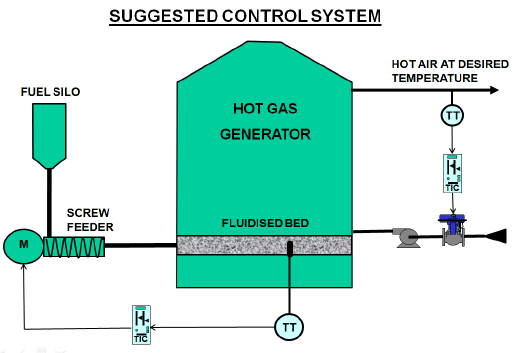 SUGGESTED CONTROL SYSTEM
HOT AIR AT DESIRED
TEMPERATURE
FUEL SILO
HOT GAS
GENERATOR
TT
TIC
SCREW
FEEDER
FLUIDISED BED
M
TT
TIC